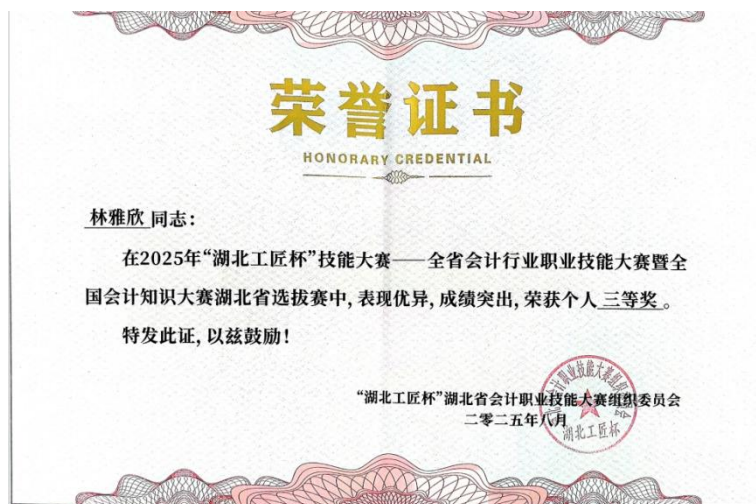 荣誉证书
HONORARY CREDENTIAL
林雅欣 同志：
在2025年“湖北工匠杯”技能大赛——全省会计行业职业技能大赛暨全
国会计知识大赛湖北省选拔赛中，表现优异，成绩突出，荣获个人 三等奖 。
特发此证，以兹鼓励！
“湖北工匠杯”湖北省会计职业技能大赛组织委员会
二零二五年八月
湖北工匠杯